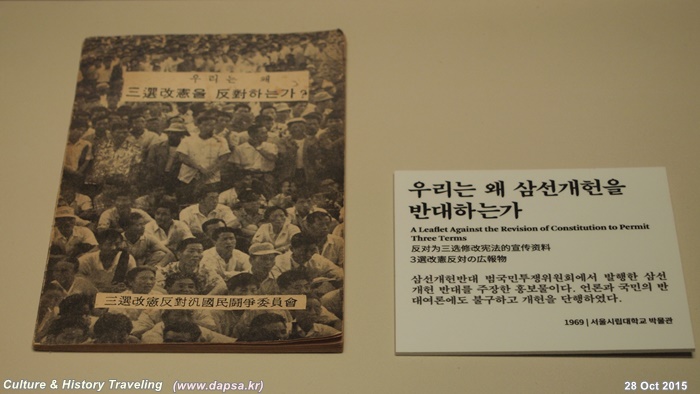 우리는 왜
三選改憲을 反對하는가?
三選改憲反對汎國民鬪爭委員會
우리는 왜 삼선개헌을
반대하는가
A Leaflet Against the Revision of Constitution to Permit
Three Terms
反对为三选修改宪法的宣传资料
3選改憲反対の広報物
삼선개헌반대 범국민투쟁위원회에서 발행한 삼선
개헌 반대를 주장한 홍보물이다. 언론과 국민의 반
대여론에도 불구하고 개헌을 단행하였다.
1969 | 서울시립대학교 박물관
Culture & History Traveling (www.dapsa.kr)
28 Oct 2015